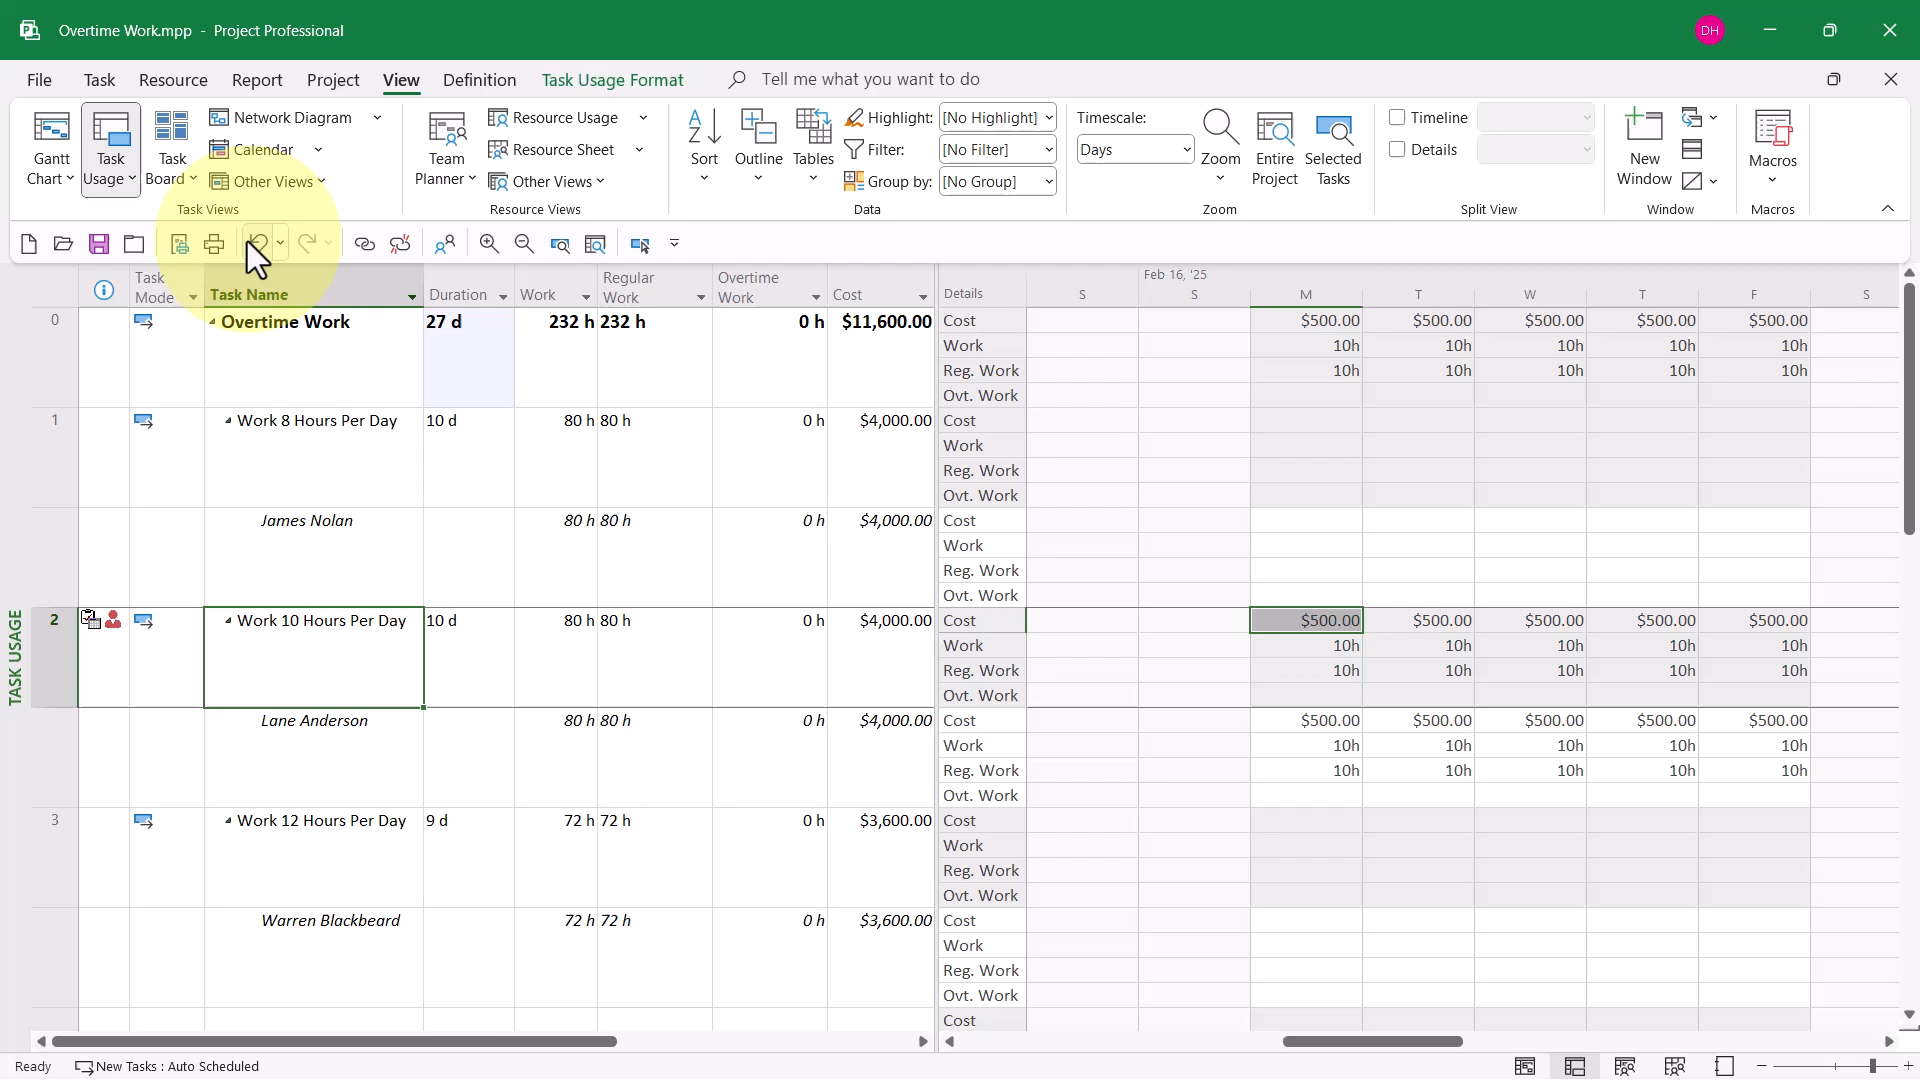 Overtime Work.mpp - Project Professional
DH
File Task Resource Report Project View Definition Task Usage Format Tell me what you want to do
Gantt Chart
Task Usage
Task Board
Network Diagram
Calendar
Other Views
Task Views
Team Planner
Resource Usage
Resource Sheet
Other Views
Resource Views
Sort
Outline
Tables
Highlight: [No Highlight]
Filter: [No Filter]
Group by: [No Group]
Data
Timescale:
Days
Zoom
Entire Project
Selected Tasks
Zoom
Timeline
Details
Split View
New Window
Window
Macros
Macros
Task Mode Task Name Duration Work Regular Work Overtime Work Cost Details
Feb 16, '25
S S M T W T F S
0 Overtime Work 27 d 232 h 232 h 0 h $11,600.00 Cost $500.00 $500.00 $500.00 $500.00 $500.00
Work 10h 10h 10h 10h 10h
Reg. Work 10h 10h 10h 10h 10h
Ovt. Work
1 Work 8 Hours Per Day 10 d 80 h 80 h 0 h $4,000.00 Cost
Work
Reg. Work
Ovt. Work
James Nolan 80 h 80 h 0 h $4,000.00 Cost
Work
Reg. Work
Ovt. Work
2 Work 10 Hours Per Day 10 d 80 h 80 h 0 h $4,000.00 Cost $500.00 $500.00 $500.00 $500.00 $500.00
Work 10h 10h 10h 10h 10h
Reg. Work 10h 10h 10h 10h 10h
Ovt. Work
Lane Anderson 80 h 80 h 0 h $4,000.00 Cost $500.00 $500.00 $500.00 $500.00 $500.00
Work 10h 10h 10h 10h 10h
Reg. Work 10h 10h 10h 10h 10h
Ovt. Work
3 Work 12 Hours Per Day 9 d 72 h 72 h 0 h $3,600.00 Cost
Work
Reg. Work
Ovt. Work
Warren Blackbeard 72 h 72 h 0 h $3,600.00 Cost
Work
Reg. Work
Ovt. Work
Cost
TASK USAGE
Ready New Tasks : Auto Scheduled